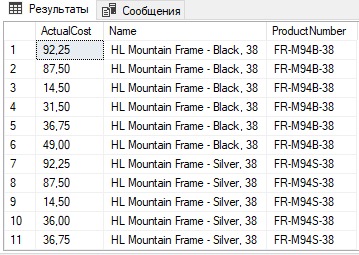 Результаты Сообщения
ActualCost Name ProductNumber
1 92,25 HL Mountain Frame - Black, 38 FR-M94B-38
2 87,50 HL Mountain Frame - Black, 38 FR-M94B-38
3 14,50 HL Mountain Frame - Black, 38 FR-M94B-38
4 31,50 HL Mountain Frame - Black, 38 FR-M94B-38
5 36,75 HL Mountain Frame - Black, 38 FR-M94B-38
6 49,00 HL Mountain Frame - Black, 38 FR-M94B-38
7 92,25 HL Mountain Frame - Silver, 38 FR-M94S-38
8 87,50 HL Mountain Frame - Silver, 38 FR-M94S-38
9 14,50 HL Mountain Frame - Silver, 38 FR-M94S-38
10 36,00 HL Mountain Frame - Silver, 38 FR-M94S-38
11 36,75 HL Mountain Frame - Silver, 38 FR-M94S-38